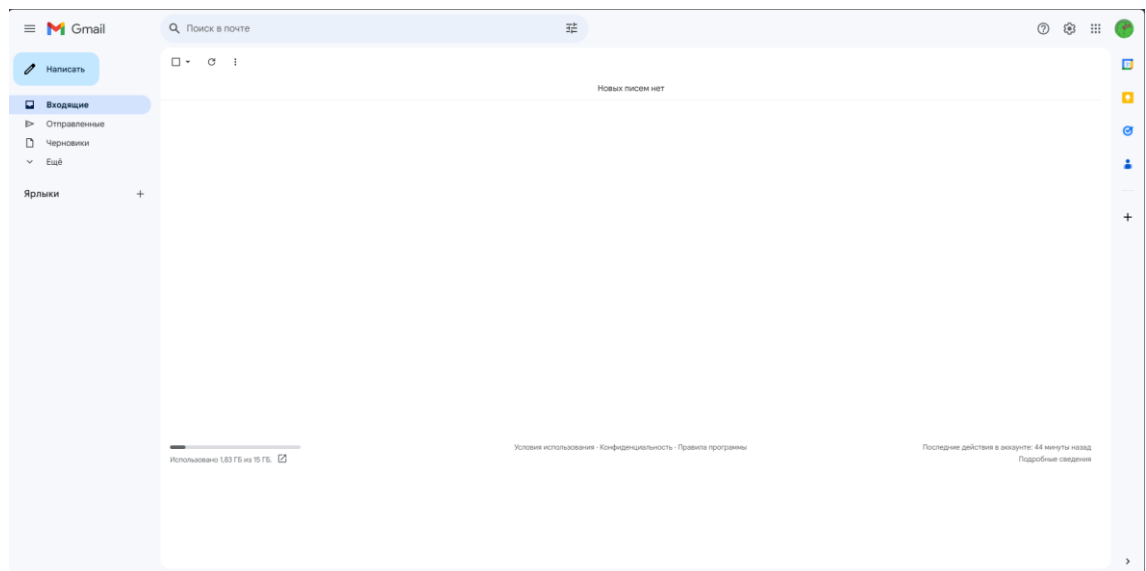 Gmail
Поиск в почте
Написать
Входящие
Отправленные
Черновики
Ещё
Ярлыки
Новых писем нет
Использовано 1,83 ГБ из 15 ГБ.
Условия использования · Конфиденциальность · Правила программы
Последние действия в аккаунте: 44 минуты назад
Подробные сведения